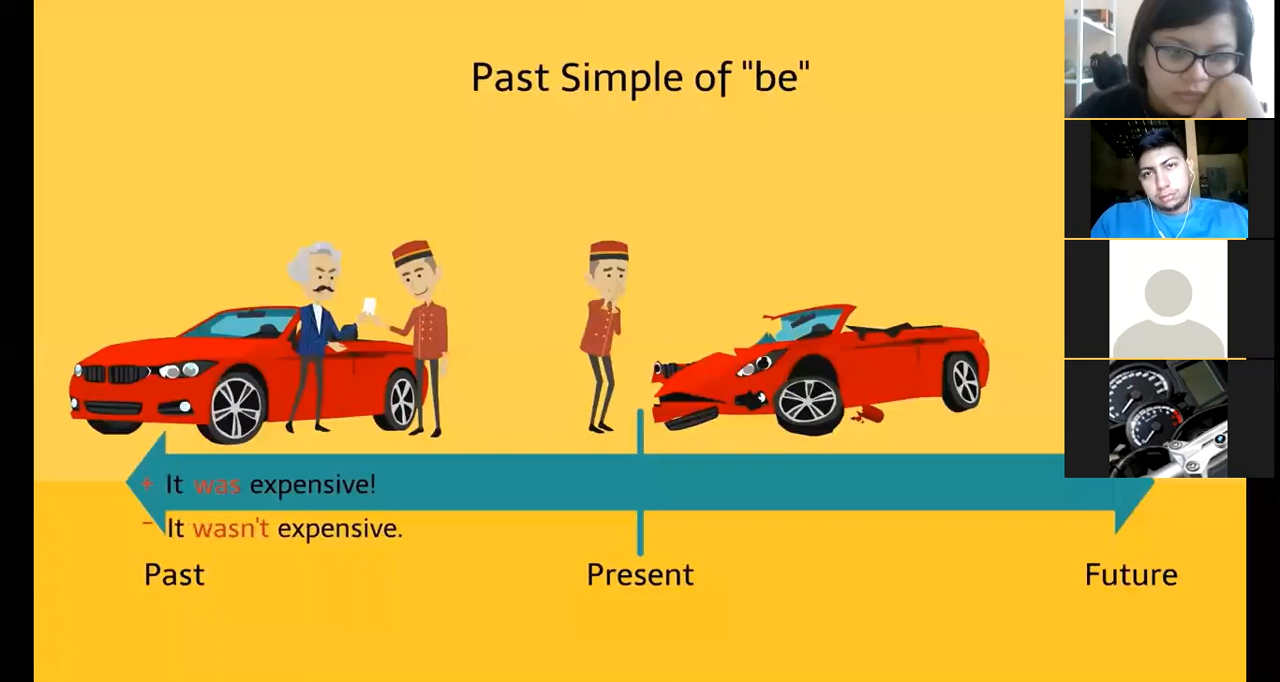 Past Simple of "be"
+ It was expensive!
- It wasn't expensive.
Past
Present
Future